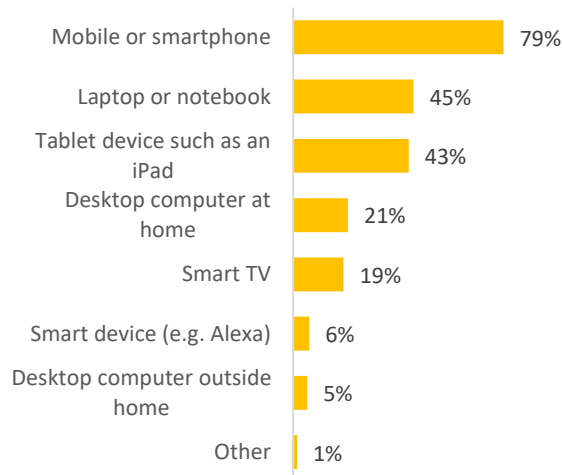 Mobile or smartphone 79%
Laptop or notebook 45%
Tablet device such as an
iPad 43%
Desktop computer at
home 21%
Smart TV 19%
Smart device (e.g. Alexa) 6%
Desktop computer outside
home 5%
Other 1%